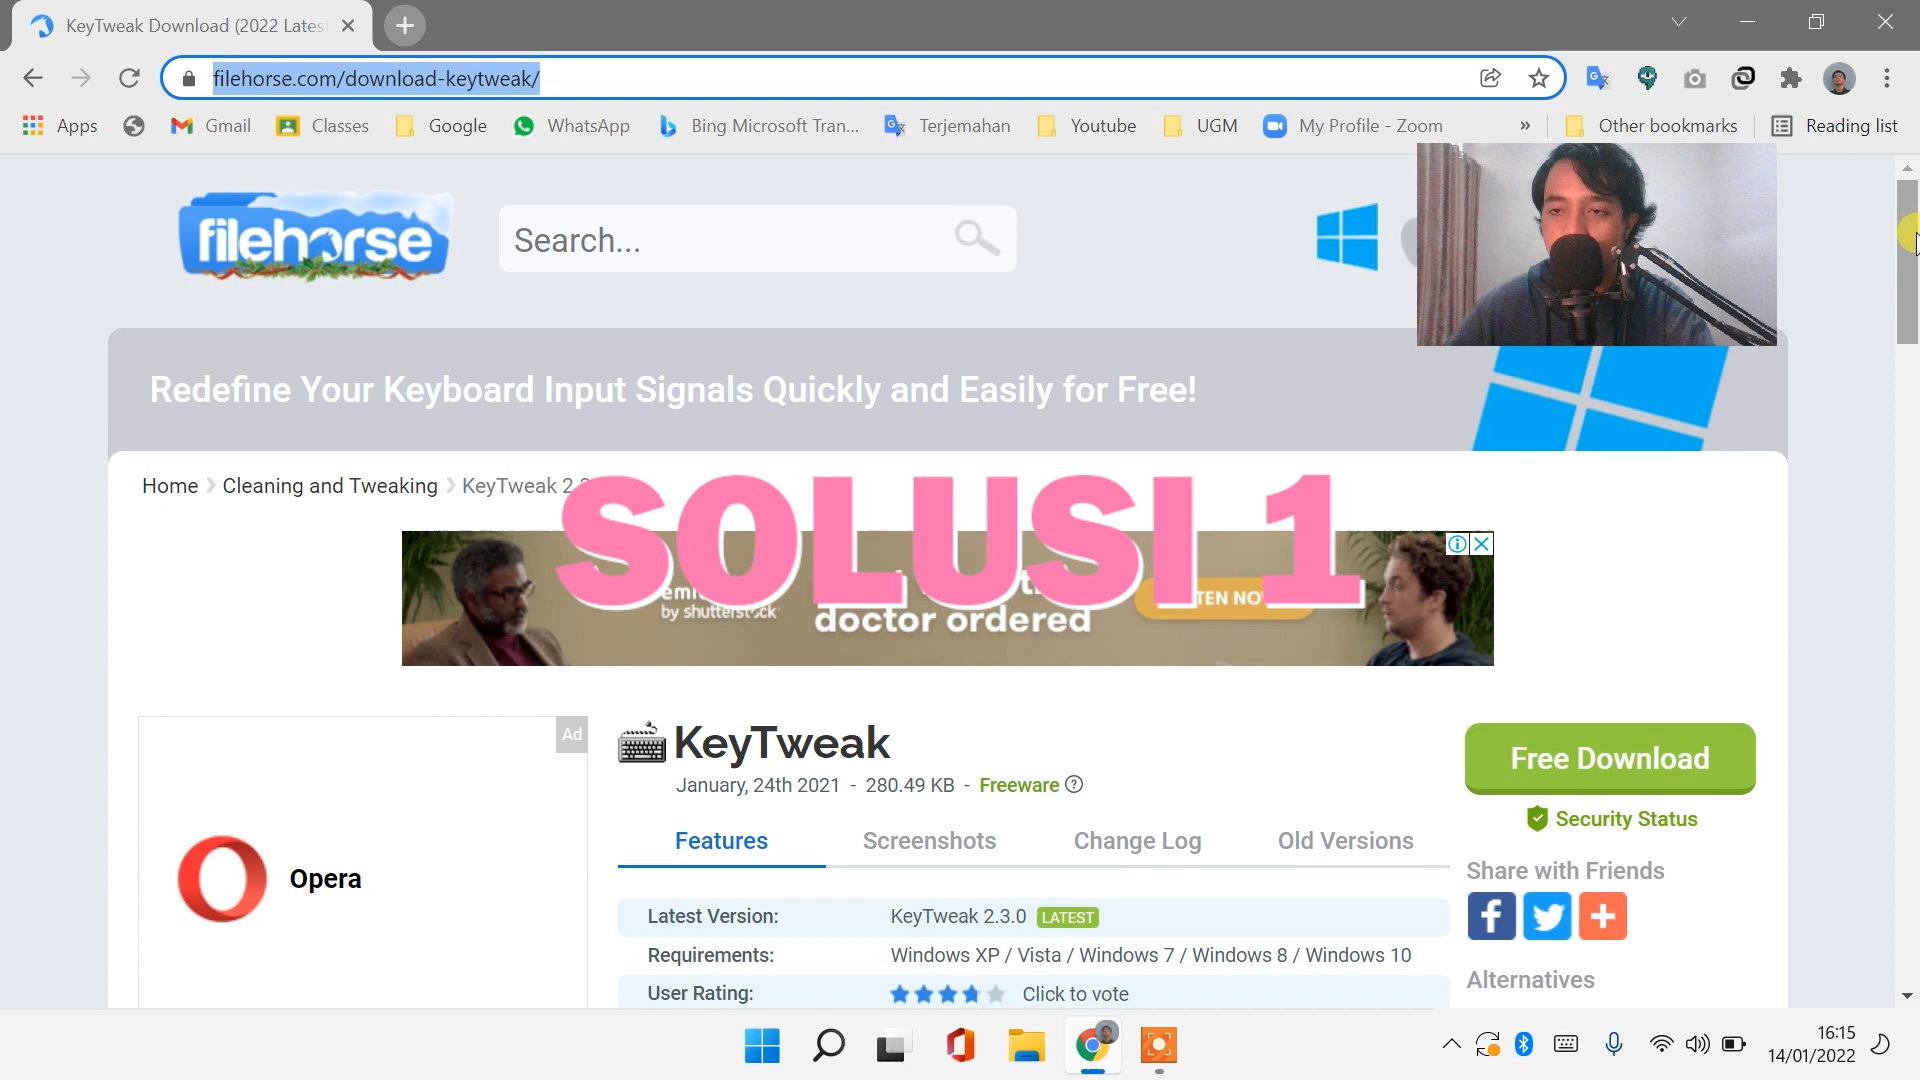 KeyTweak Download (2022 Lates
filehorse.com/download-keytweak/
Apps
Gmail
Classes
Google
WhatsApp
Bing Microsoft Tran...
Terjemahan
Youtube
UGM
My Profile - Zoom
»
Other bookmarks
Reading list
filehorse
Search...
Redefine Your Keyboard Input Signals Quickly and Easily for Free!
Home > Cleaning and Tweaking > KeyTweak
SOLUSI 1
by shutterstock
doctor ordered
Ad
Opera
KeyTweak
January, 24th 2021 - 280.49 KB - Freeware ?
Free Download
Security Status
Features
Screenshots
Change Log
Old Versions
Share with Friends
Latest Version: KeyTweak 2.3.0 LATEST
Requirements: Windows XP / Vista / Windows 7 / Windows 8 / Windows 10
User Rating: Click to vote
Alternatives
16:15
14/01/2022